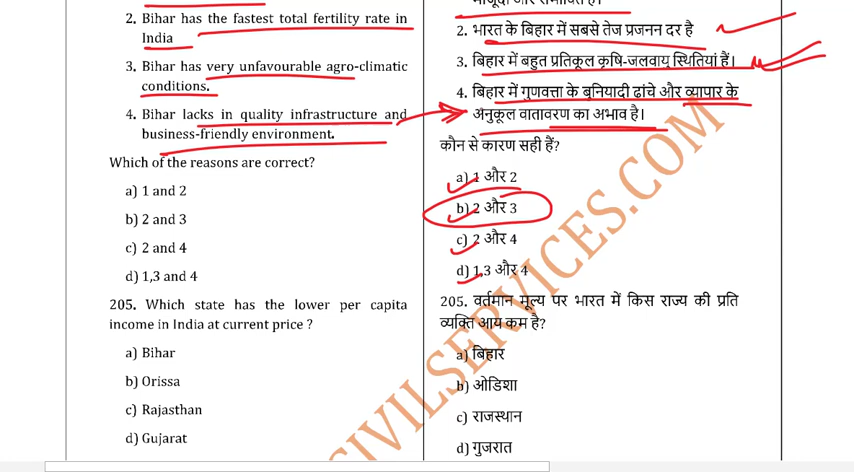 2. Bihar has the fastest total fertility rate in
India
3. Bihar has very unfavourable agro-climatic
conditions.
4. Bihar lacks in quality infrastructure and
business-friendly environment.
Which of the reasons are correct?
a) 1 and 2
b) 2 and 3
c) 2 and 4
d) 1,3 and 4
205. Which state has the lower per capita
income in India at current price ?
a) Bihar
b) Orissa
c) Rajasthan
d) Gujarat
2. भारत के बिहार में सबसे तेज प्रजनन दर है
3. बिहार में बहुत प्रतिकूल कृषि-जलवायु स्थितियां हैं।
4. बिहार में गुणवत्ता के बुनियादी ढांचे और व्यापार के
अनुकूल वातावरण का अभाव है।
कौन से कारण सही हैं?
a) 1 और 2
b) 2 और 3
c) 2 और 4
d) 1,3 और 4
205. वर्तमान मूल्य पर भारत में किस राज्य की प्रति
व्यक्ति आय कम है?
a) बिहार
b) ओडिशा
c) राजस्थान
d) गुजरात
CIVILSERVICES.COM